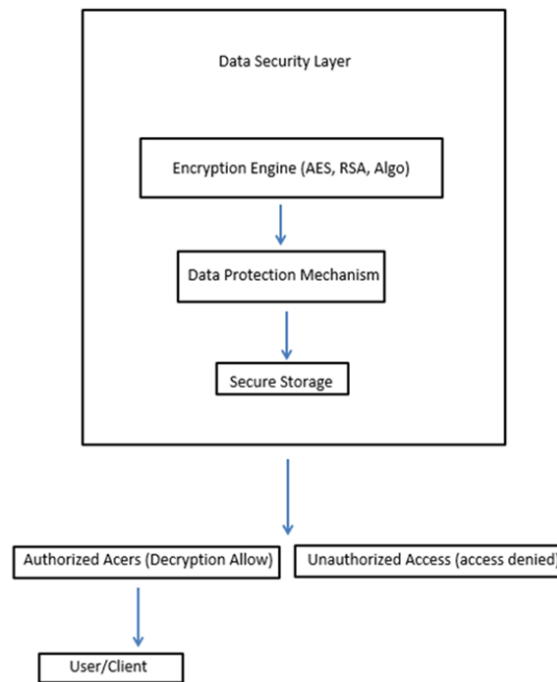 Data Security Layer
Encryption Engine (AES, RSA, Algo)
Data Protection Mechanism
Secure Storage
Authorized Acers (Decryption Allow)
Unauthorized Access (access denied)
User/Client